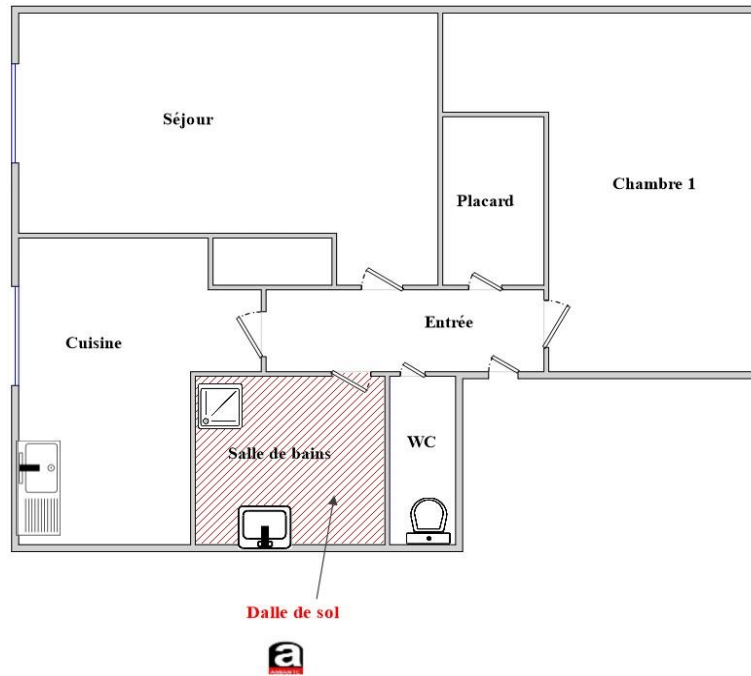 Séjour
Chambre 1
Placard
Entrée
Cuisine
WC
Salle de bains
Dalle de sol
a